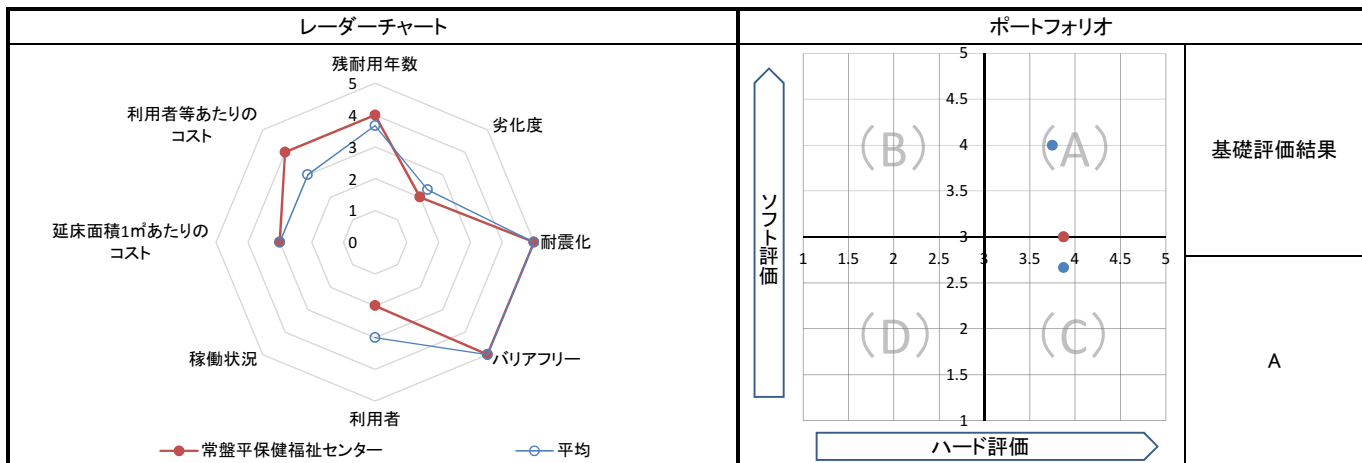 レーダーチャート
ポートフォリオ
残耐用年数
劣化度
耐震化
バリアフリー
利用者
稼働状況
延床面積1㎡あたりの
コスト
利用者等あたりの
コスト
5
4
3
2
1
0
常盤平保健福祉センター
平均
ソフト評価
5
4.5
4
3.5
3
2.5
2
1.5
1
1
1.5
2
2.5
3
3.5
4
4.5
5
(B)
(A)
(D)
(C)
ハード評価
基礎評価結果
A